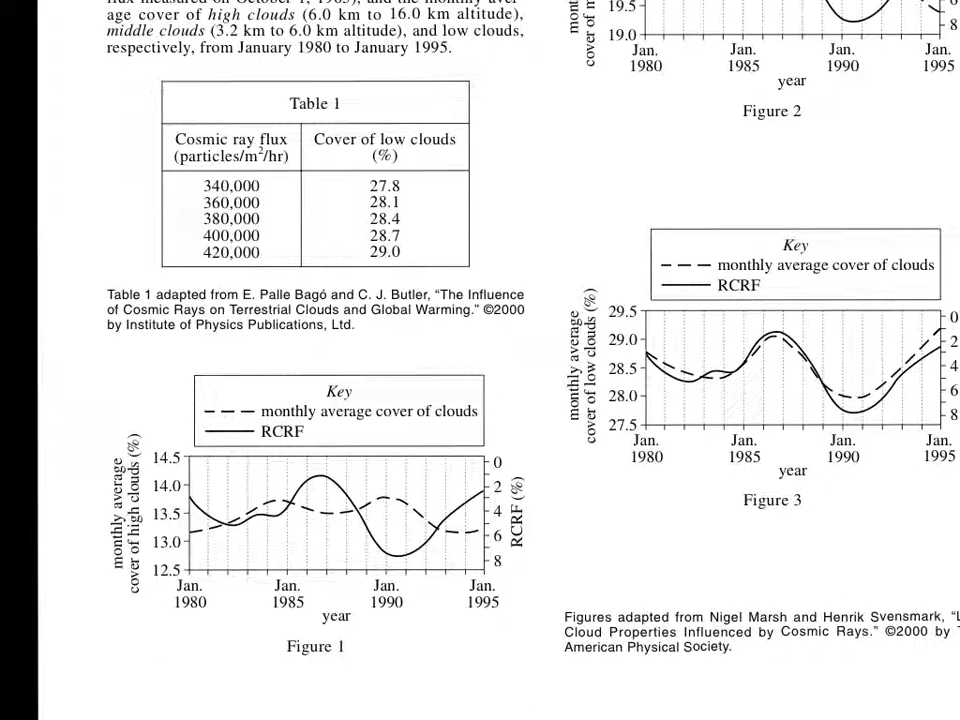 age cover of high clouds (6.0 km to 16.0 km altitude),
middle clouds (3.2 km to 6.0 km altitude), and low clouds,
respectively, from January 1980 to January 1995.
Table 1
Cosmic ray flux
(particles/m²/hr)
Cover of low clouds
(%)
340,000 27.8
360,000 28.1
380,000 28.4
400,000 28.7
420,000 29.0
Table 1 adapted from E. Palle Bagó and C. J. Butler, “The Influence
of Cosmic Rays on Terrestrial Clouds and Global Warming.” ©2000
by Institute of Physics Publications, Ltd.
Key
monthly average cover of clouds
RCRF
monthly average
cover of high clouds (%)
14.5
14.0
13.5
13.0
12.5
0
2
4
6
8
RCRF (%)
Jan. Jan. Jan. Jan.
1980 1985 1990 1995
year
Figure 1
19.5
19.0
8
Jan. Jan. Jan. Jan.
1980 1985 1990 1995
year
Figure 2
Key
monthly average cover of clouds
RCRF
monthly average
cover of low clouds (%)
29.5
29.0
28.5
28.0
27.5
0
2
4
6
8
Jan. Jan. Jan. Jan.
1980 1985 1990 1995
year
Figure 3
Figures adapted from Nigel Marsh and Henrik Svensmark,
Cloud Properties Influenced by Cosmic Rays.” ©2000 by
American Physical Society.